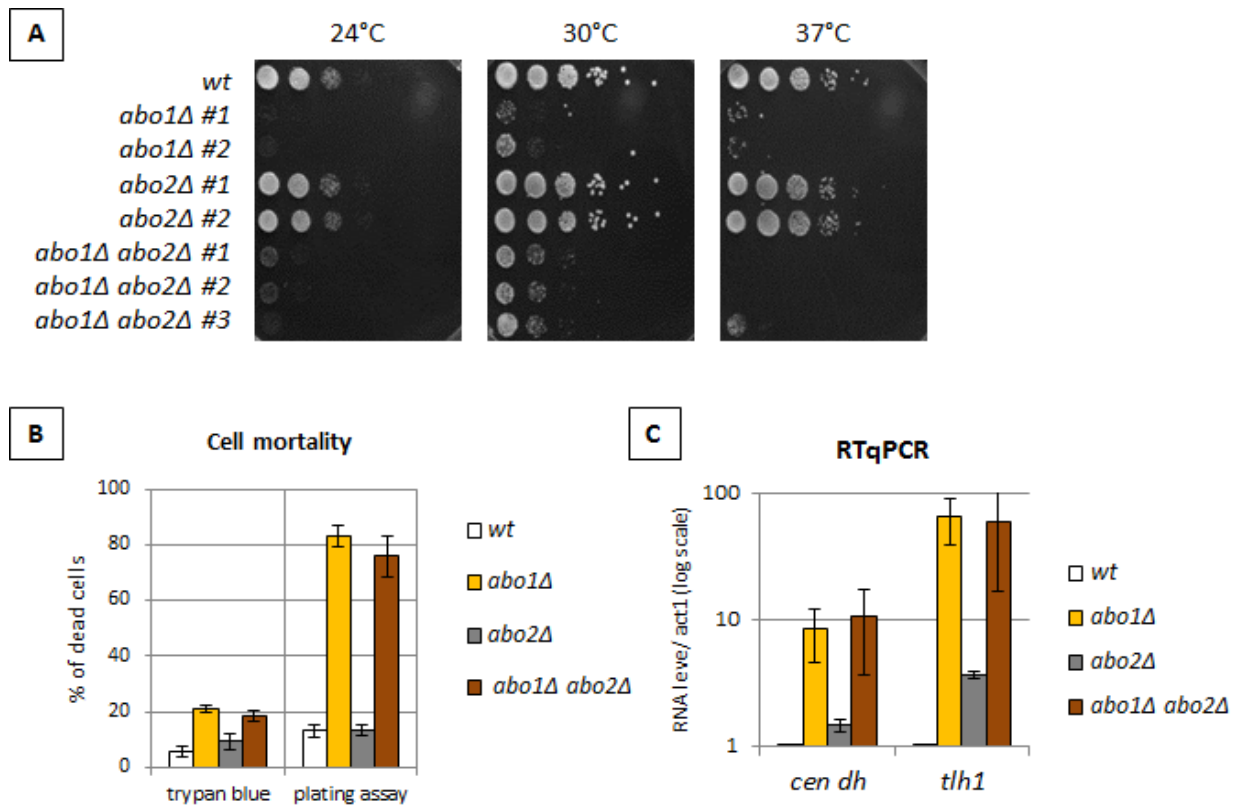 A
24°C 30°C 37°C
wt
abo1Δ #1
abo1Δ #2
abo2Δ #1
abo2Δ #2
abo1Δ abo2Δ #1
abo1Δ abo2Δ #2
abo1Δ abo2Δ #3
B
Cell mortality
% of dead cells
100
80
60
40
20
0
trypan blue plating assay
wt
abo1Δ
abo2Δ
abo1Δ abo2Δ
C
RTqPCR
RNA leve/ act1 (log scale)
100
10
1
cen dh tlh1
wt
abo1Δ
abo2Δ
abo1Δ abo2Δ